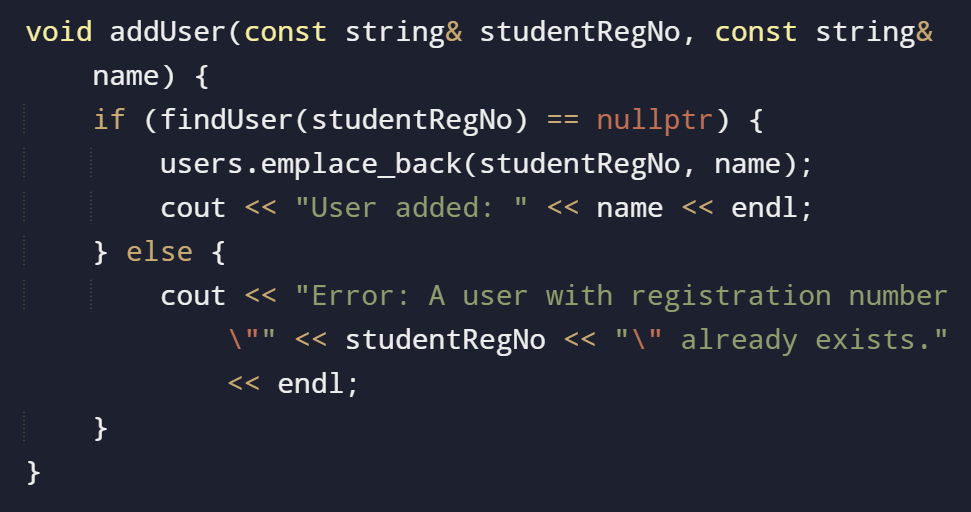 void addUser(const string& studentRegNo, const string&
    name) {
    if (findUser(studentRegNo) == nullptr) {
        users.emplace_back(studentRegNo, name);
        cout << "User added: " << name << endl;
    } else {
        cout << "Error: A user with registration number
            \"" << studentRegNo << "\" already exists."
            << endl;
    }
}